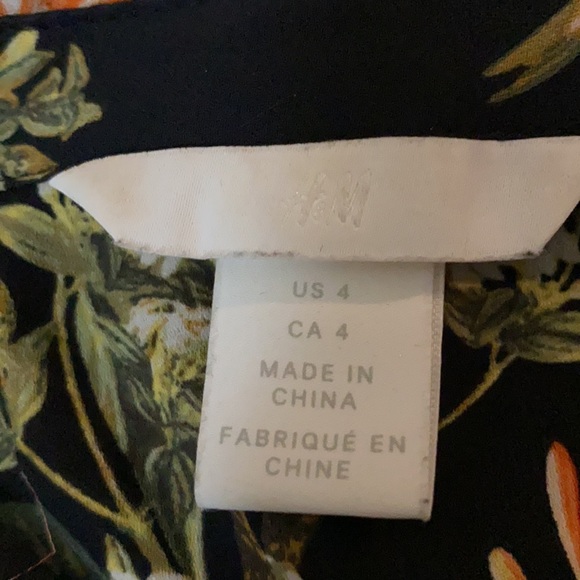 H&M
US 4
CA 4
MADE IN
CHINA
FABRIQUÉ EN
CHINE